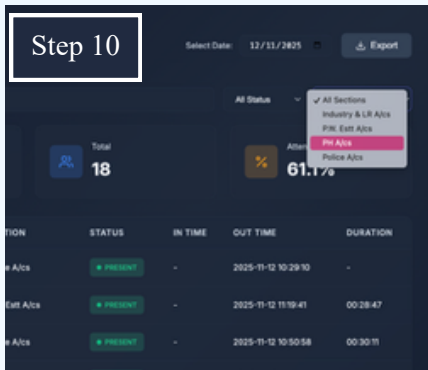 Step 10
Select Date: 12/11/2025 Export
All Status ✓ All Sections
Industry & LR A/cs
P.W. Estt A/cs
PH A/cs
Police A/cs
Total
18
%
61.1%
TION STATUS IN TIME OUT TIME DURATION
e A/cs PRESENT - 2025-11-12 10:29:10 -
Estt A/cs PRESENT - 2025-11-12 11:19:41 00:28:47
e A/cs PRESENT - 2025-11-12 10:50:58 00:30:11